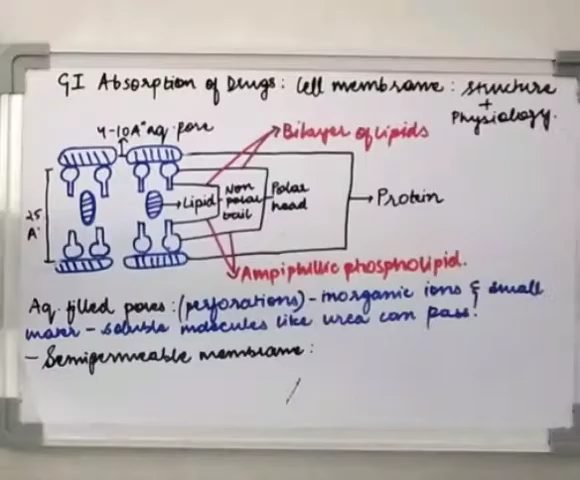 GI Absorption of Drugs: Cell membrane: structure
+
Physiology.
4-10A° aq. pore
Bilayer of lipids
25
A°
Lipid
Non
polar
tail
Polar
head
Protein
Ampiphillic phospholipid.
Aq. filled pores: (perforations) - inorganic ions & small
water - soluble molecules like urea can pass.
- Semipermeable membrane: